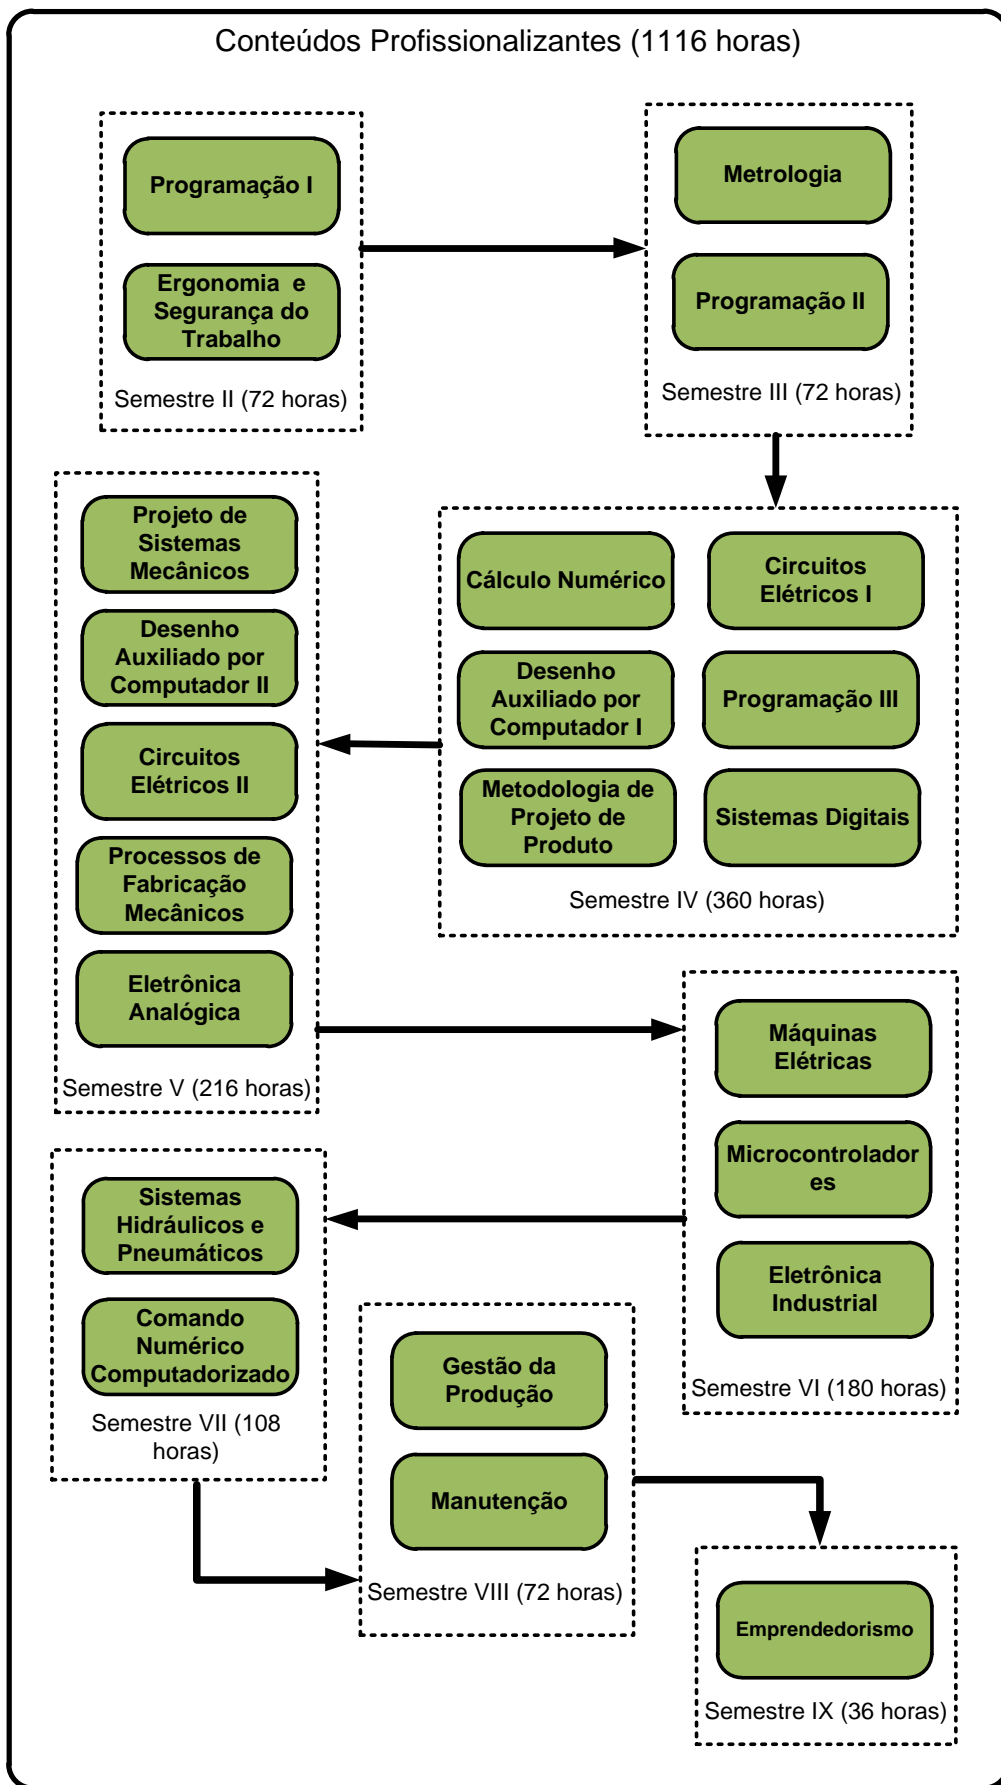 Conteúdos Profissionalizantes (1116 horas)
Programação I
Ergonomia e
Segurança do
Trabalho
Semestre II (72 horas)
Metrologia
Programação II
Semestre III (72 horas)
Cálculo Numérico
Circuitos
Elétricos I
Desenho
Auxiliado por
Computador I
Programação III
Metodologia de
Projeto de
Produto
Sistemas Digitais
Semestre IV (360 horas)
Projeto de
Sistemas
Mecânicos
Desenho
Auxiliado por
Computador II
Circuitos
Elétricos II
Processos de
Fabricação
Mecânicos
Eletrônica
Analógica
Semestre V (216 horas)
Máquinas
Elétricas
Microcontrolador
es
Eletrônica
Industrial
Semestre VI (180 horas)
Sistemas
Hidráulicos e
Pneumáticos
Comando
Numérico
Computadorizado
Semestre VII (108
horas)
Gestão da
Produção
Manutenção
Semestre VIII (72 horas)
Emprendedorismo
Semestre IX (36 horas)